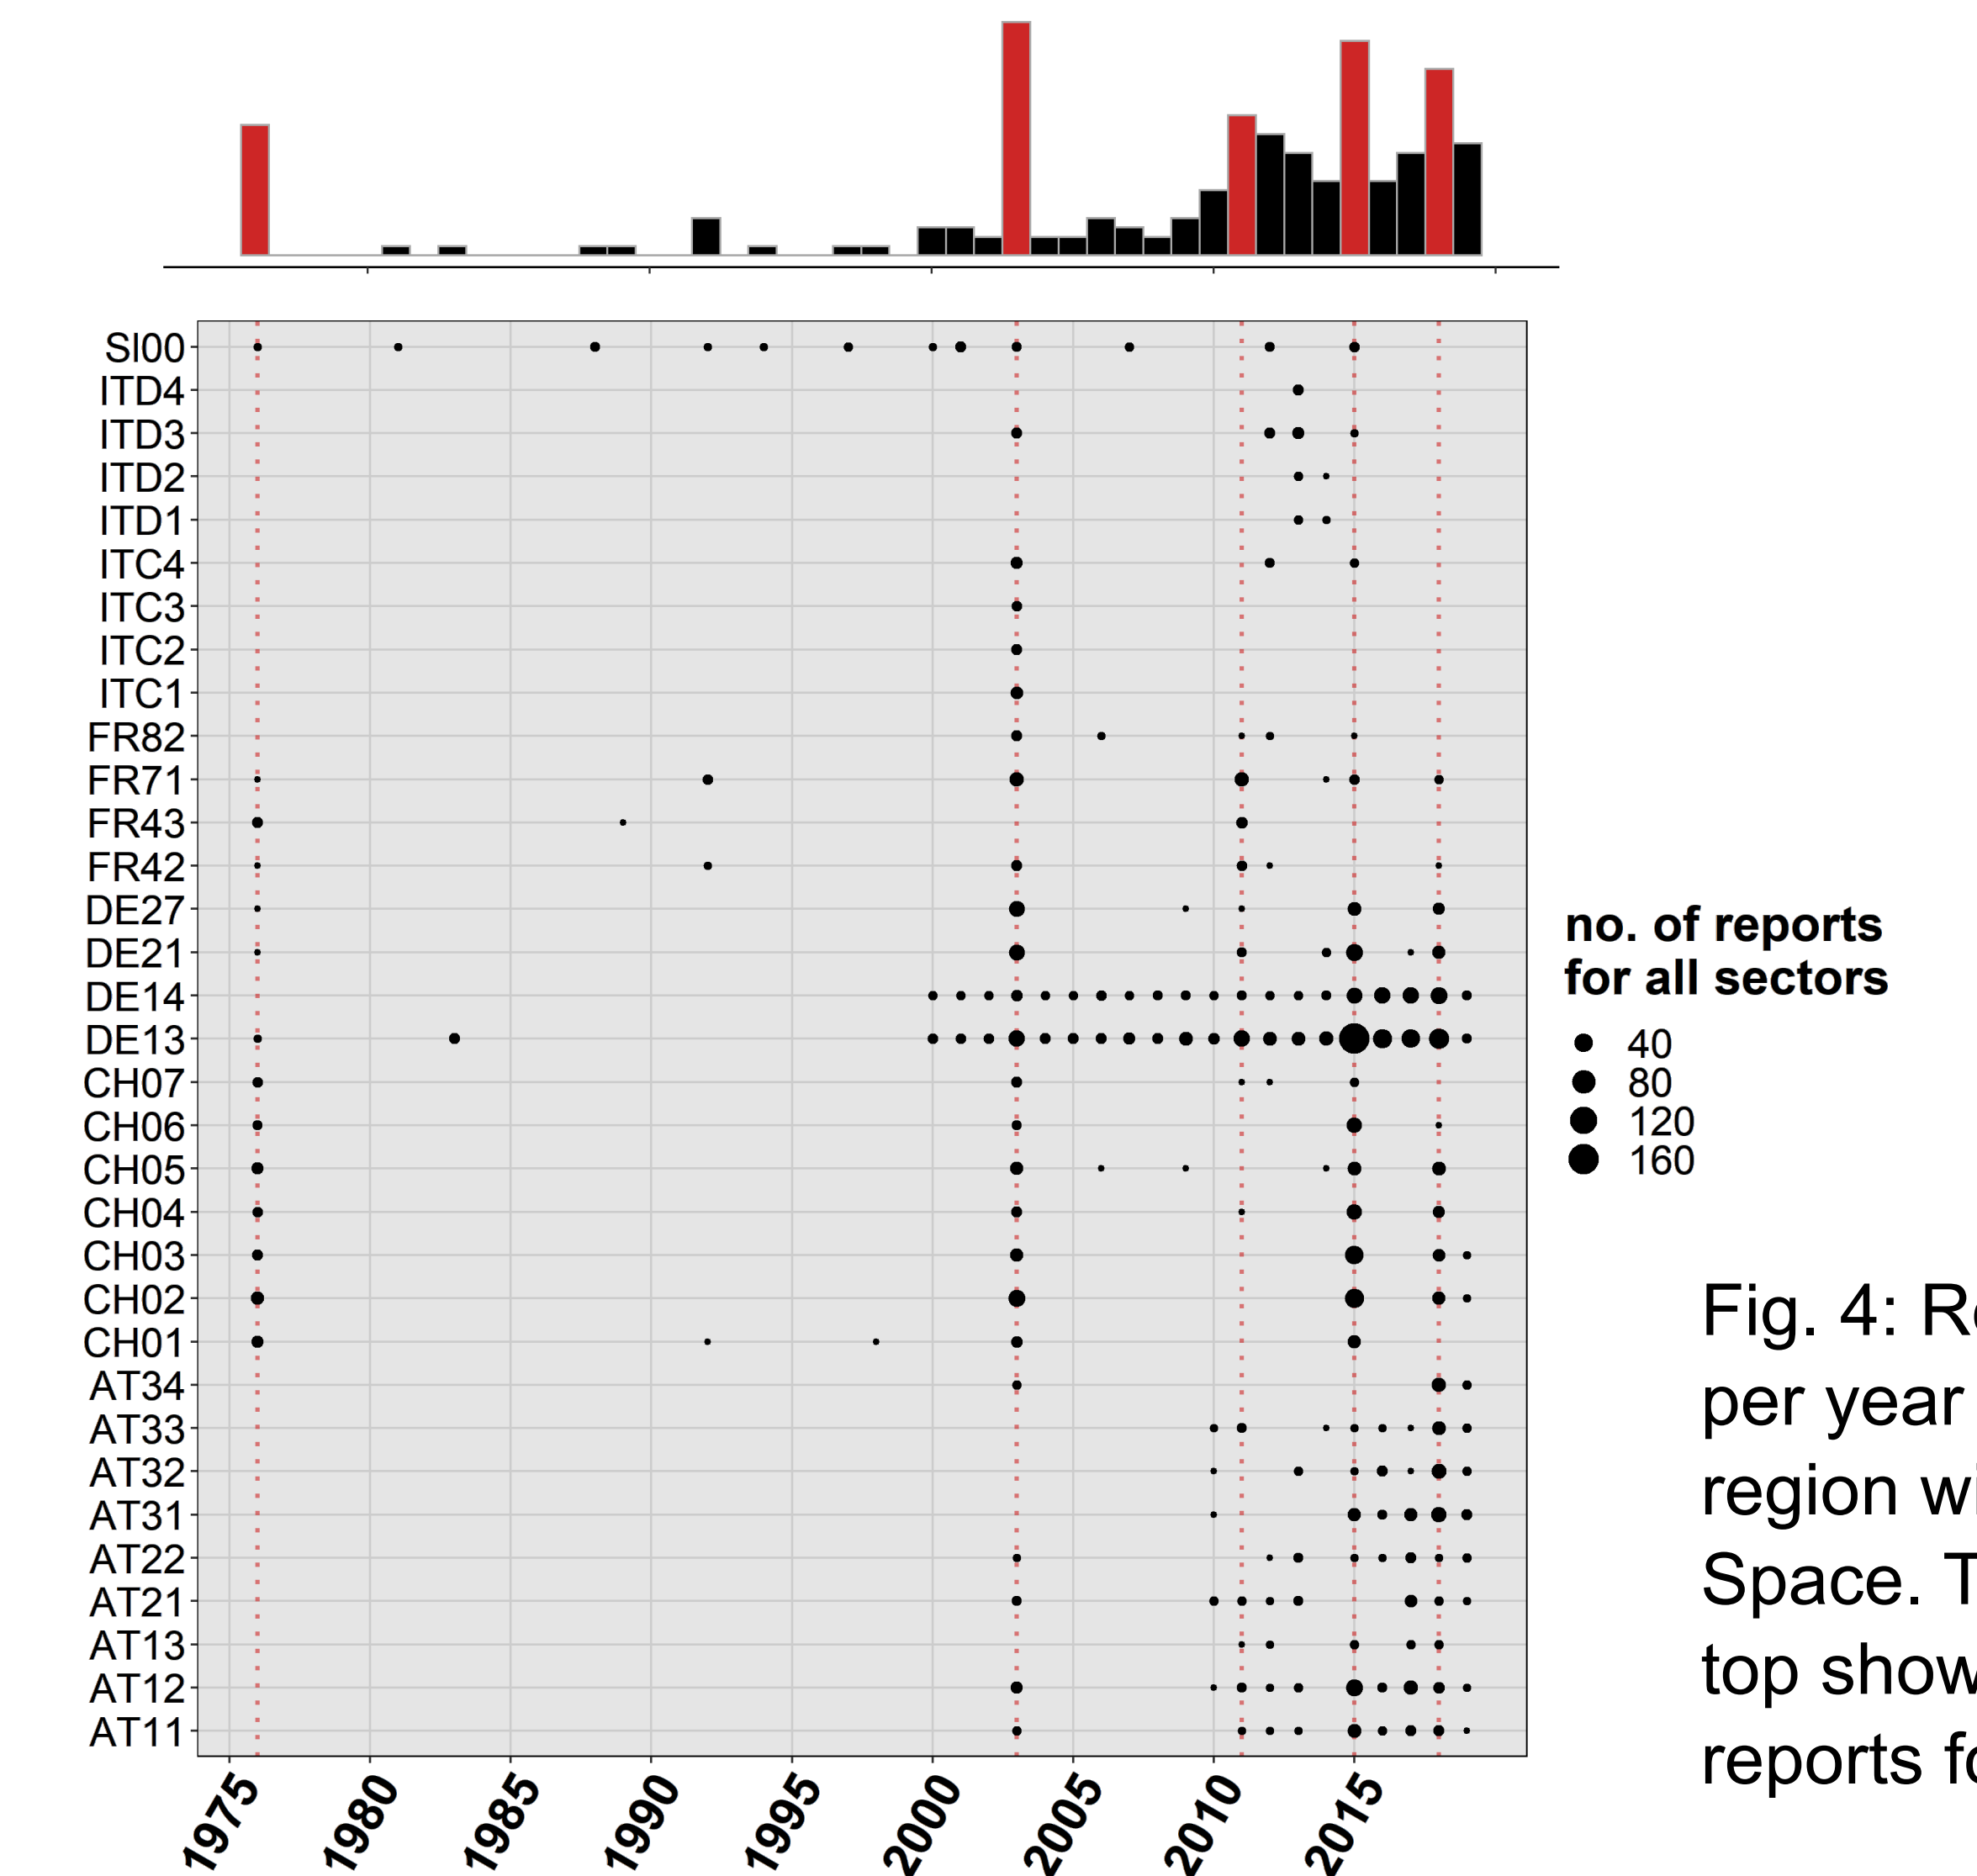 SI00
ITD4
ITD3
ITD2
ITD1
ITC4
ITC3
ITC2
ITC1
FR82
FR71
FR43
FR42
DE27
DE21
DE14
DE13
CH07
CH06
CH05
CH04
CH03
CH02
CH01
AT34
AT33
AT32
AT31
AT22
AT21
AT13
AT12
AT11
1975 1980 1985 1990 1995 2000 2005 2010 2015
no. of reports
for all sectors
40
80
120
160
Fig. 4:
per year
region
Space.
top
reports